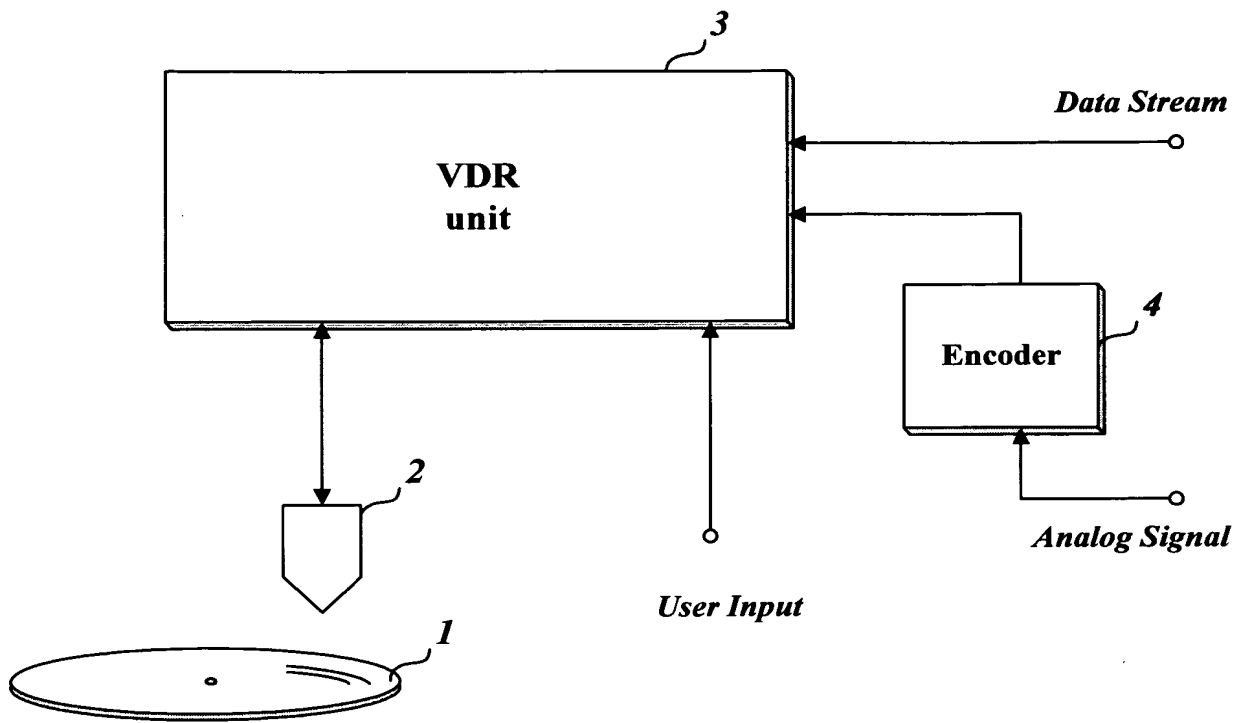 3
Data Stream
VDR
unit
4
Encoder
2
Analog Signal
User Input
1